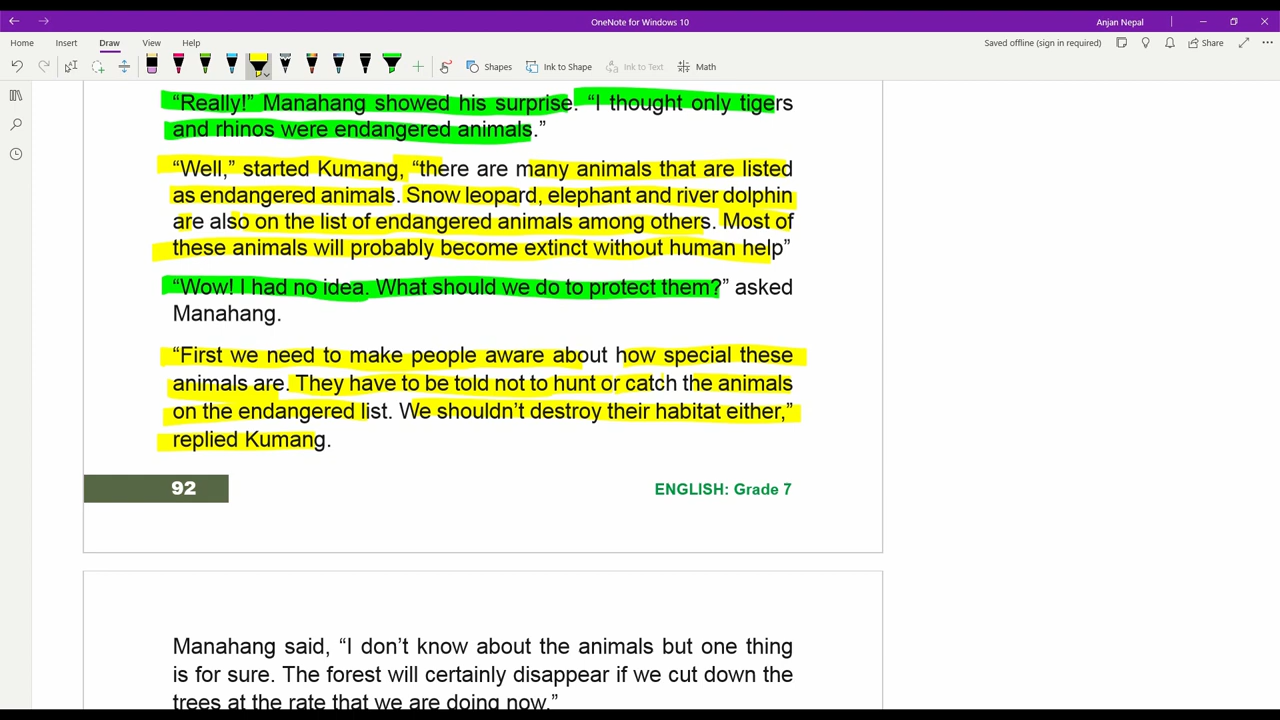 OneNote for Windows 10
Anjan Nepal
Home Insert Draw View Help
Saved offline (sign in required)
Share
Shapes
Ink to Shape
Ink to Text
Math
“Really!” Manahang showed his surprise. “I thought only tigers
and rhinos were endangered animals.”
“Well,” started Kumang, “there are many animals that are listed
as endangered animals. Snow leopard, elephant and river dolphin
are also on the list of endangered animals among others. Most of
these animals will probably become extinct without human help”
“Wow! I had no idea. What should we do to protect them?” asked
Manahang.
“First we need to make people aware about how special these
animals are. They have to be told not to hunt or catch the animals
on the endangered list. We shouldn’t destroy their habitat either,”
replied Kumang.
92
ENGLISH: Grade 7
Manahang said, “I don’t know about the animals but one thing
is for sure. The forest will certainly disappear if we cut down the
trees at the rate that we are doing now.”